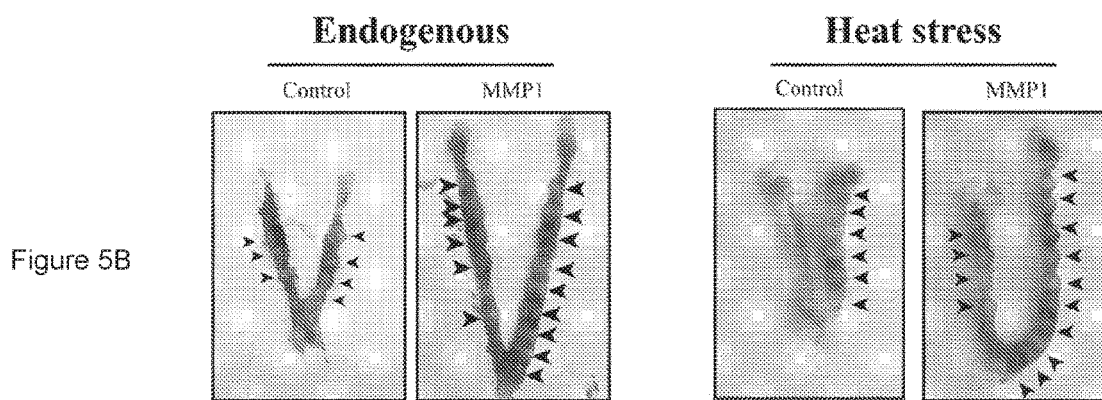 Endogenous
Heat stress
Control
MMP1
Control
MMP1
Figure 5B